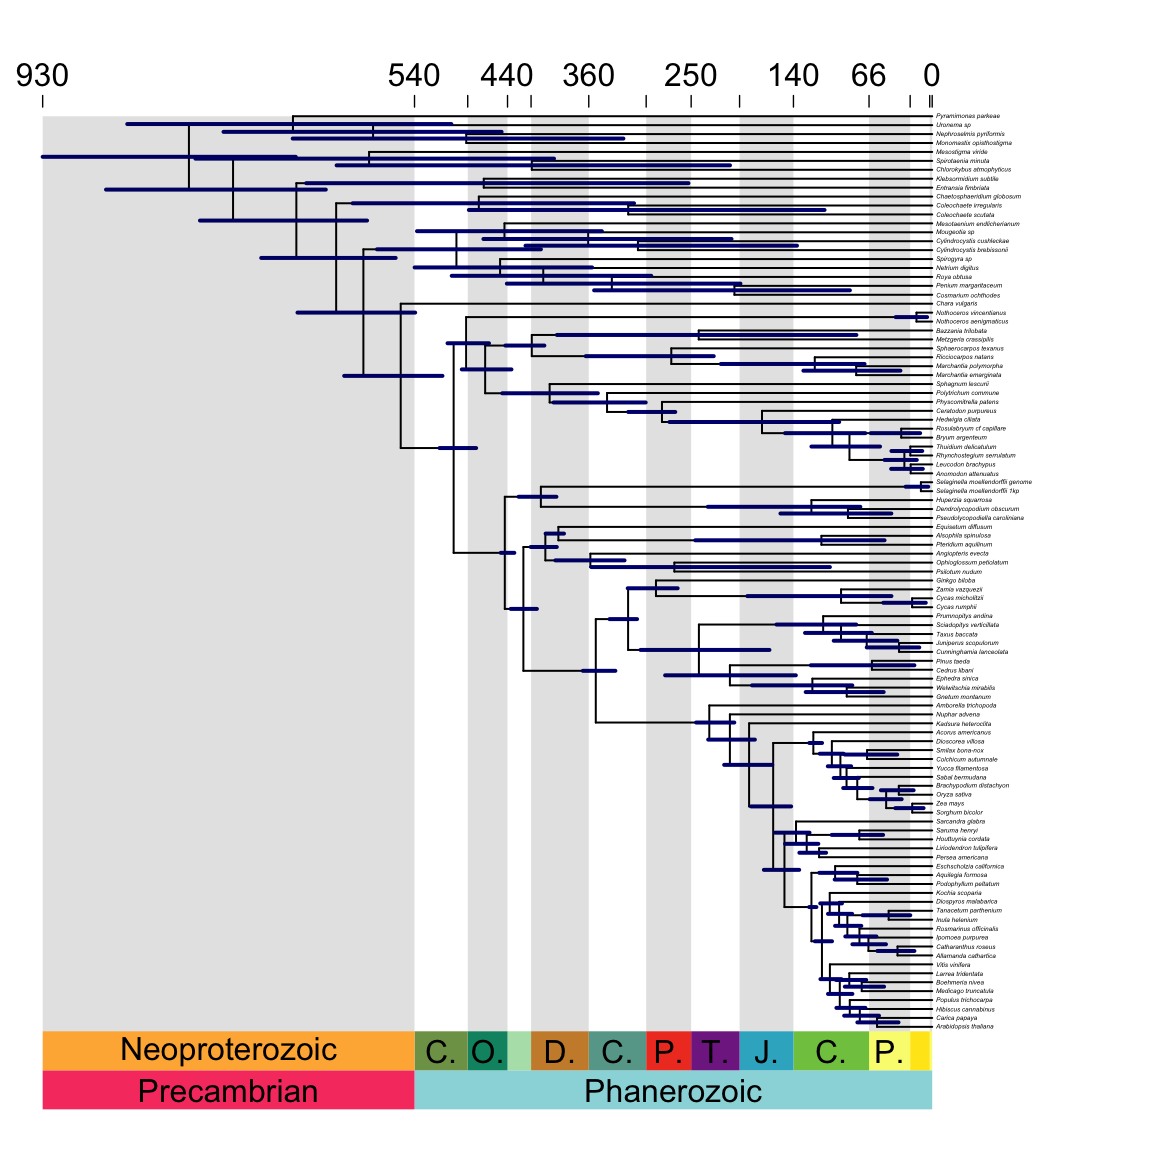 930 540 440 360 250 140 66 0
Pyramimonas parkeae
Uronema sp
Nephroselmis pyriformis
Monomastix opisthostigma
Mesostigma viride
Spirotaenia minuta
Chlorokybus atmophyticus
Klebsormidium subtile
Entransia fimbriata
Chaetosphaeridium globosum
Coleochaete irregularis
Coleochaete scutata
Mesotaenium endlicherianum
Mougeotia sp
Cylindrocystis cushleckae
Cylindrocystis brebissonii
Spirogyra sp
Netrium digitus
Roya obtusa
Penium margaritaceum
Cosmarium ochthodes
Chara vulgaris
Nothoceros vincentianus
Nothoceros aenigmaticus
Bazzania trilobata
Metzgeria crassipilis
Sphaerocarpos texanus
Ricciocarpos natans
Marchantia polymorpha
Marchantia emarginata
Sphagnum lescurii
Polytrichum commune
Physcomitrella patens
Ceratodon purpureus
Hedwigia ciliata
Rosulabryum cf capillare
Bryum argenteum
Thuidium delicatulum
Rhynchostegium serrulatum
Leucodon brachypus
Anomodon attenuatus
Selaginella moellendorffii genome
Selaginella moellendorffii 1kp
Huperzia squarrosa
Dendrolycopodium obscurum
Pseudolycopodiella caroliniana
Equisetum diffusum
Alsophila spinulosa
Pteridium aquilinum
Angiopteris evecta
Ophioglossum petiolatum
Psilotum nudum
Ginkgo biloba
Zamia vazquezii
Cycas micholitzii
Cycas rumphii
Prumnopitys andina
Sciadopitys verticillata
Taxus baccata
Juniperus scopulorum
Cunninghamia lanceolata
Pinus taeda
Cedrus libani
Ephedra sinica
Welwitschia mirabilis
Gnetum montanum
Amborella trichopoda
Nuphar advena
Kadsura heteroclita
Acorus americanus
Dioscorea villosa
Smilax bona-nox
Colchicum autumnale
Yucca filamentosa
Sabal bermudana
Brachypodium distachyon
Oryza sativa
Zea mays
Sorghum bicolor
Sarcandra glabra
Saruma henryi
Houttuynia cordata
Liriodendron tulipifera
Persea americana
Eschscholzia californica
Aquilegia formosa
Podophyllum peltatum
Kochia scoparia
Diospyros malabarica
Tanacetum parthenium
Inula helenium
Rosmarinus officinalis
Ipomoea purpurea
Catharanthus roseus
Allamanda cathartica
Vitis vinifera
Larrea tridentata
Boehmeria nivea
Medicago truncatula
Populus trichocarpa
Hibiscus cannabinus
Carica papaya
Arabidopsis thaliana
Neoproterozoic C. O. D. C. P. T. J. C. P.
Precambrian Phanerozoic